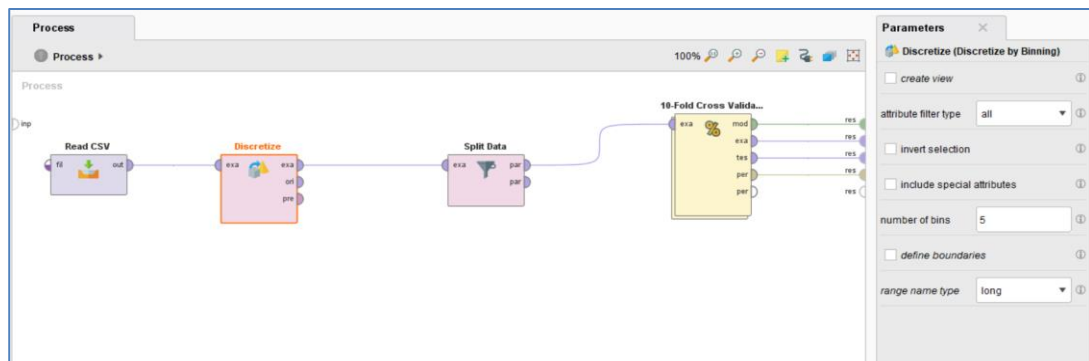 Process
Process
100%
Process
inp
Read CSV
fil
out
Discretize
exa
exa
ori
pre
Split Data
exa
par
par
10-Fold Cross Valida...
exa
%
mod
exa
tes
per
per
res
res
res
res
res
Parameters
Discretize (Discretize by Binning)
create view
attribute filter type all
invert selection
include special attributes
number of bins 5
define boundaries
range name type long